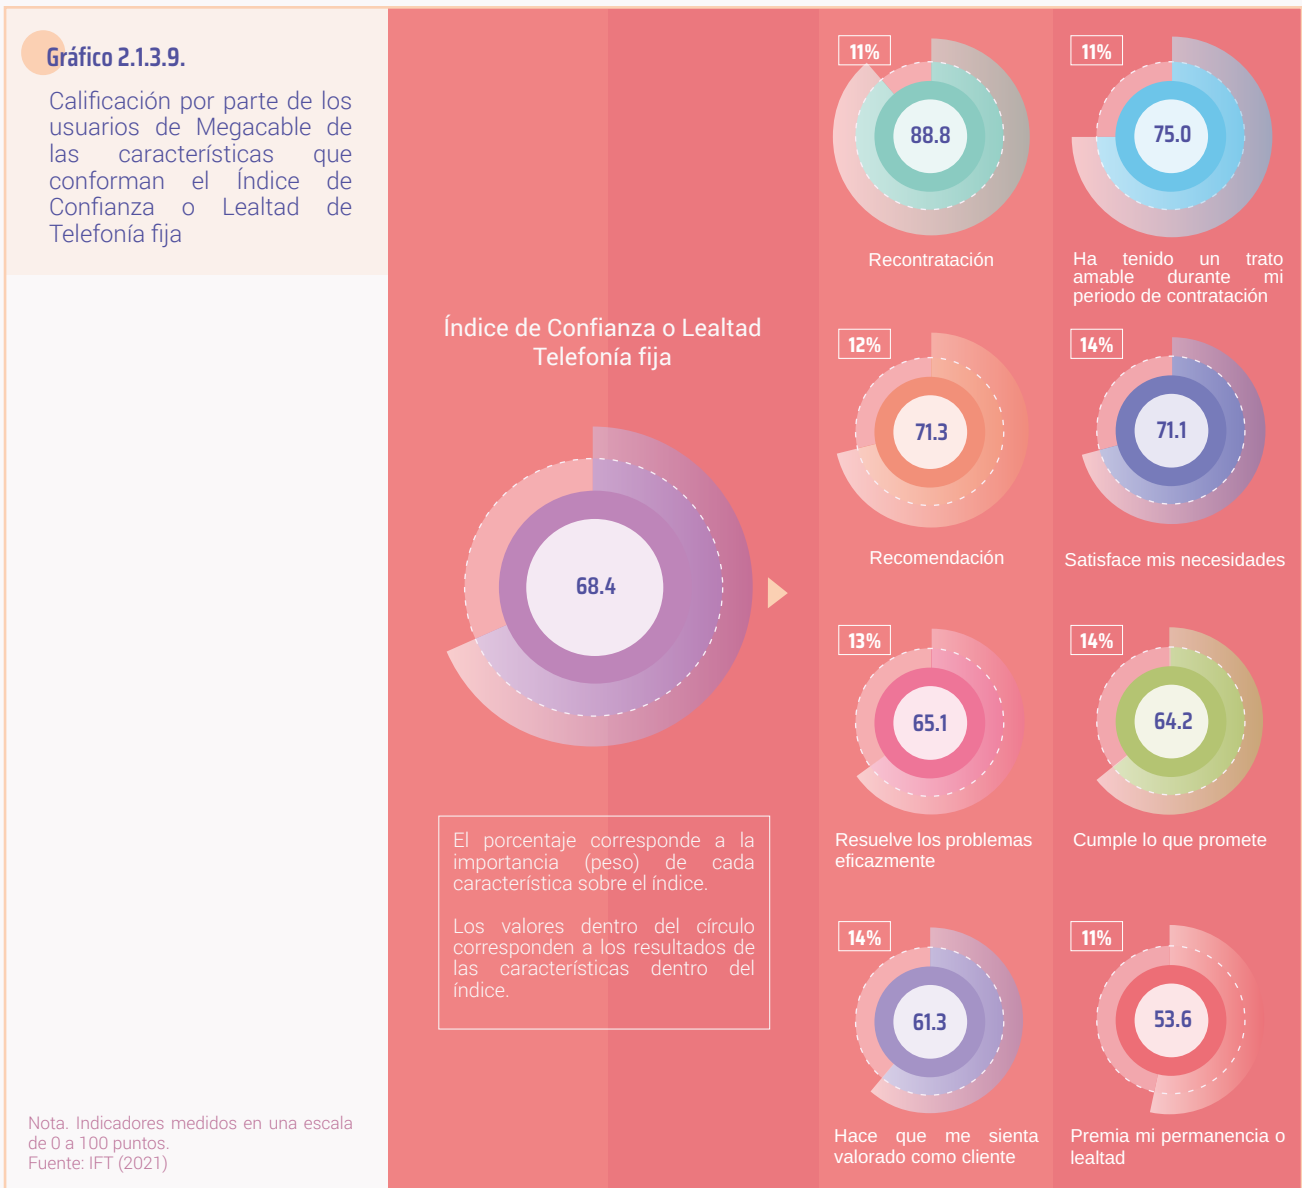 Gráfico 2.1.3.9.
Calificación por parte de los
usuarios de Megacable de
las características que
conforman el Índice de
Confianza o Lealtad de
Telefonía fija
Índice de Confianza o Lealtad
Telefonía fija
68.4
El porcentaje corresponde a la
importancia (peso) de cada
característica sobre el índice.
Los valores dentro del círculo
corresponden a los resultados de
las características dentro del
índice.
11%
88.8
Recontratación
11%
75.0
Ha tenido un trato
amable durante mi
periodo de contratación
12%
71.3
Recomendación
14%
71.1
Satisface mis necesidades
13%
65.1
Resuelve los problemas
eficazmente
14%
64.2
Cumple lo que promete
14%
61.3
Hace que me sienta
valorado como cliente
11%
53.6
Premia mi permanencia o
lealtad
Nota. Indicadores medidos en una escala
de 0 a 100 puntos.
Fuente: IFT (2021)